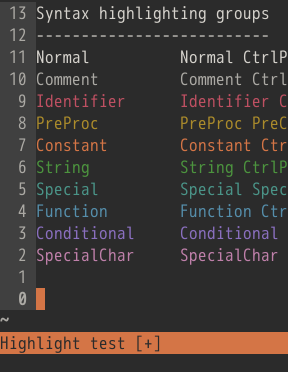 13 Syntax highlighting groups
12 --------------------------
11 Normal Normal CtrlP
10 Comment Comment Ctrl
9 Identifier Identifier C
8 PreProc PreProc PreC
7 Constant Constant Ctr
6 String String CtrlP
5 Special Special Spec
4 Function Function Ctr
3 Conditional Conditional
2 SpecialChar SpecialChar
1
0
~
Highlight test [+]